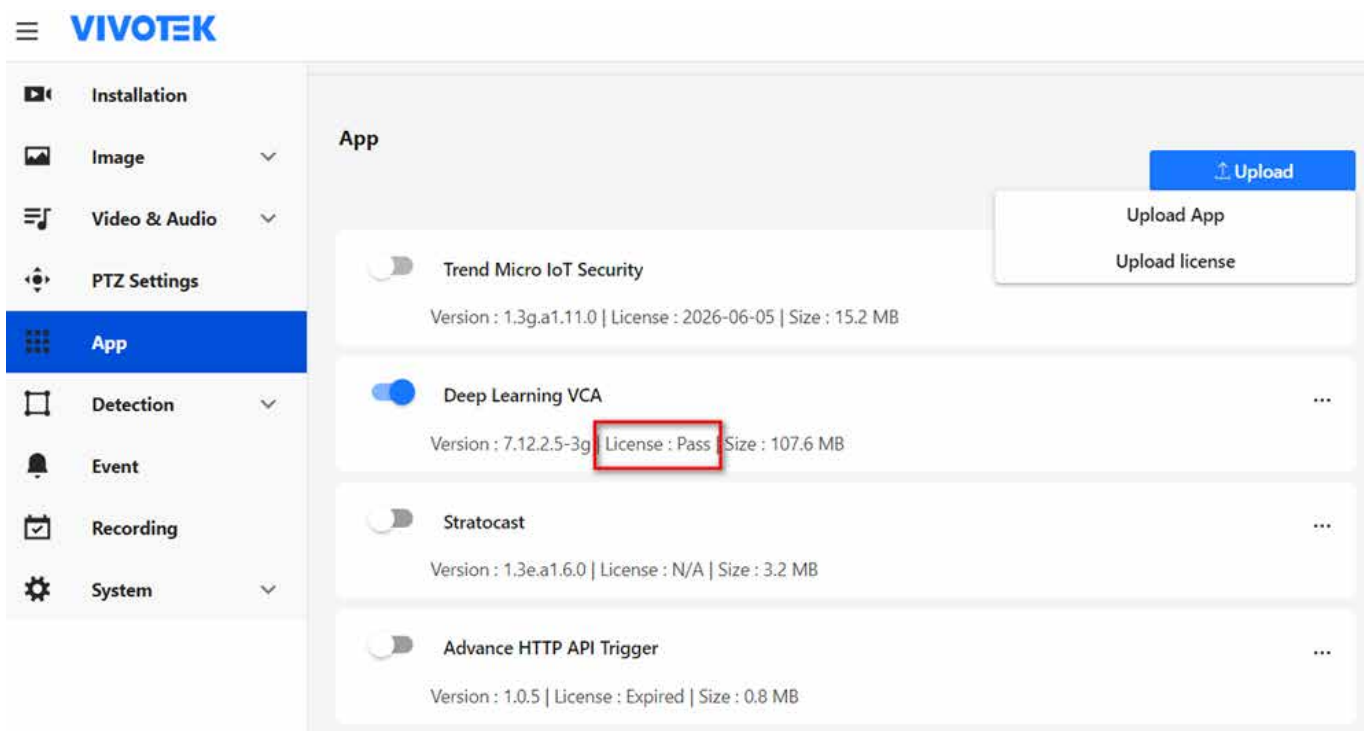 VIVOTEK
Installation
Image
Video & Audio
PTZ Settings
App
Detection
Event
Recording
System
App
Upload
Upload App
Upload license
Trend Micro IoT Security
Version : 1.3g.a1.11.0 | License : 2026-06-05 | Size : 15.2 MB
Deep Learning VCA
...
Version : 7.12.2.5-3g | License : Pass | Size : 107.6 MB
Stratocast
...
Version : 1.3e.a1.6.0 | License : N/A | Size : 3.2 MB
Advance HTTP API Trigger
...
Version : 1.0.5 | License : Expired | Size : 0.8 MB